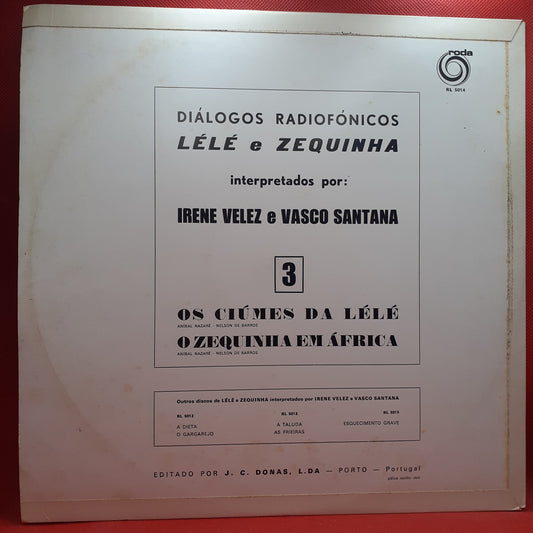 roda
RL 5014
DIÁLOGOS RADIOFÓNICOS
LÉLÉ e ZEQUINHA
interpretados por:
IRENE VELEZ e VASCO SANTANA
3
OS CIÚMES DA LÉLÉ
ANÍBAL NAZARÉ - NELSON DE BARROS
O ZEQUINHA EM ÁFRICA
ANÍBAL NAZARÉ - NELSON DE BARROS
Outros discos de LÉLÉ e ZEQUINHA interpretados por IRENE VELEZ e VASCO SANTANA
RL 5012 RL 5013 RL 5015
A DIETA A TALUDA ESQUECIMENTO GRAVE
O GARGAREJO AS FRIEIRAS
EDITADO POR J. C. DONAS, L.DA — PORTO — Portugal